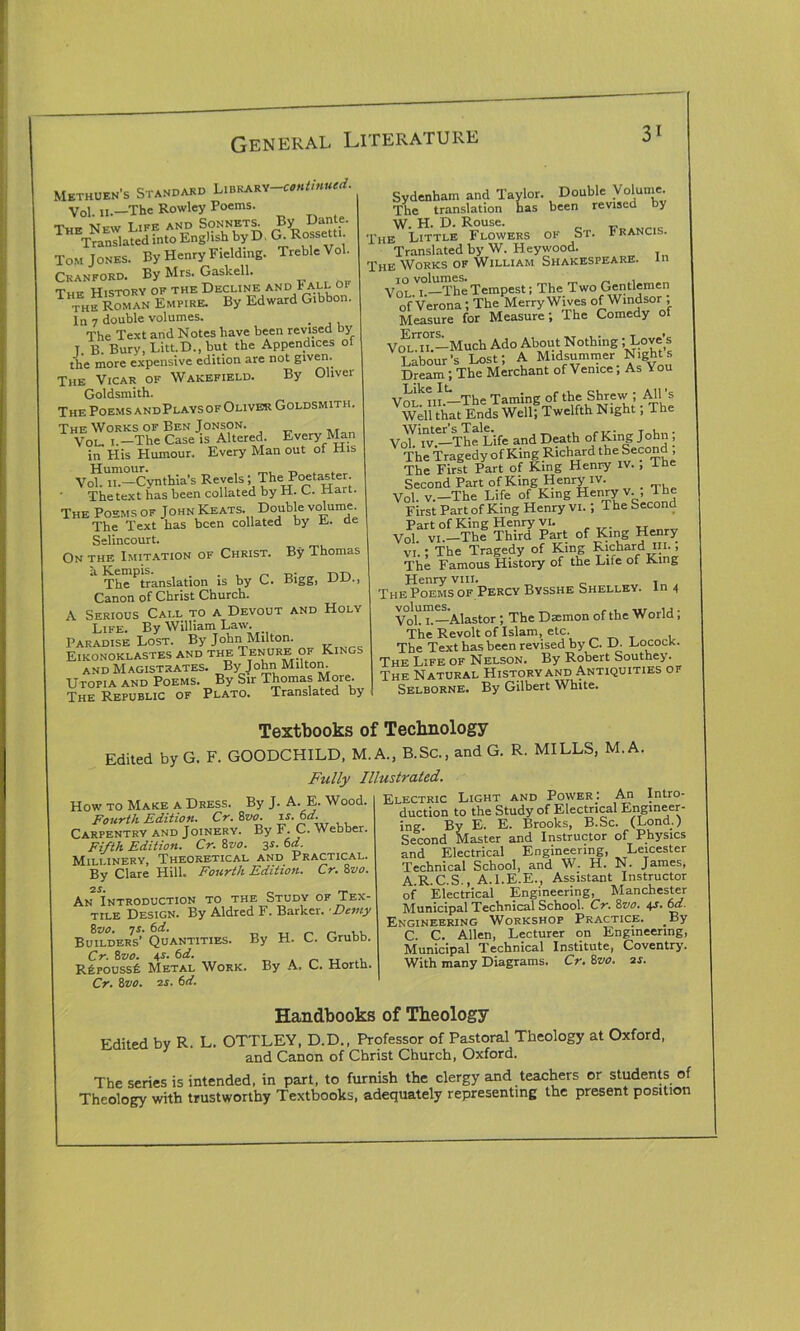 GENERAL LITERATURE
31
METHUEN'S STANDARD LIBRARY—continued.
Vol. II.—The Rowley Poems.
THE NEW LIFE AND SONNETS. By Dante.
Translated into English by D. G. Rossetti.
TOM JONES. By Henry Fielding. Treble Vol.
CRANFORD. By Mrs. Gaskell.
THE HISTORY OF THE DECLINE AND FALL OF
THE ROMAN EMPIRE. By Edward Gibbon.
In 7 double volumes.
The Text and Notes have been revised by
J. B. Bury, Litt.D., but the Appendices of
the more expensive edition are not given.
THE VICAR OF WAKEFIELD. By Oliver
Goldsmith.
THE POEMS AND PLAYS OF OLIVER GOLDSMITH.
THE WORKS OF BEN JONSON.
VOL. I.—The Case is Altered. Every Man
in His Humour. Every Man out of His
Humour.
Vol. II.—Cynthia's Revels; The Poetaster.
The text has been collated by H. C. Hart.
THE POEMS OF JOHN KEATS. Double volume.
The Text has been collated by E. de
Selincourt.
ON THE IMITATION OF CHRIST. By Thomas
à Kempis.
The translation is by C. Bigg, DD.,
Canon of Christ Church.
A SERIOUS CALL TO A DEVOUT AND HOLY
LIFE. By William Law.
PARADISE LOST. By John Milton.
EIKONOKLASTES AND THE TENURE OF KINGS
AND MAGISTRATES. By John Milton.
UTOPIA AND POEMS. By Sir Thomas More.
THE REPUBLIC OF PLATO. Translated by
Sydenham and Taylor. Double Volume.
The translation has been revised by
W. H. D. Rouse.
THE LITTLE FLOWERS OF ST. FRANCIS.
Translated by W. Heywood.
THE WORKS OF WILLIAM SHAKESPEARE. In
10 volumes.
VOL. I.—The Tempest; The Two Gentlemen
of Verona; The Merry Wives of Windsor;
Measure for Measure; The Comedy of
Errors.
VOL. II.—Much Ado About Nothing; Love's
Labour's Lost; A Midsummer Night's
Dream; The Merchant of Venice; As You
Like It.
VOL. III.—The Taming of the Shrew; All's
Well that Ends Well; Twelfth Night; The
Winter's Tale.
Vol. IV.—The Life and Death of King John;
The Tragedy of King Richard the Second;
The First Part of King Henry IV.; The
Second Part of King Henry IV.
Vol. V.—The Life of King Henry V.; The
First Part of King Henry VI.; The Second
Part of King Henry VI.
Vol. VI.—The Third Part of King Henry
VI.; The Tragedy of King Richard III.;
The Famous History of the Life of King
Henry VIII.
THE POEMS OF PERCY BYSSHE SHELLEY. In 4
volumes.
Vol. I.—Alastor; The Dæmon of the World;
The Revolt of Islam, etc.
The Text has been revised by C. D. Locock.
THE LIFE OF NELSON. By Robert Southey.
THE NATURAL HISTORY AND ANTIQUITIES OF
SELBORNE. By Gilbert White.
Textbooks of Technology
Edited by G. F. GOODCHILD, M.A., B.Sc., and G. R. MILLS, M.A.
Fully Illustrated.
HOW TO MAKE A DRESS. By J. A. E. Wood.
Fourth Edition. Cr. 8vo. 1s. 6d.
CARPENTRY AND JOINERY. By F. C. Webber.
Fifth Edition. Cr. 8vo. 3s. 6d.
MILLINERY, THEORETICAL AND PRACTICAL.
By Clare Hill. Fourth Edition. Cr. 8vo.
2s.
AN INTRODUCTION TO THE STUDY OF TEX-
TILE DESIGN. By Aldred F. Barker. Demy
8vo. 7s. 6d.
BUILDERS' QUANTITIES. By H. C. Grubb.
Cr. 8vo. 4s. 6d.
RÉPOUSSÉ METAL WORK. By A. C. Horth.
Cr. 8vo. 2s. 6d.
ELECTRIC LIGHT AND POWER: An Intro-
duction to the Study of Electrical Engineer-
ing. By E. E. Brooks, B.Sc. (Lond.)
Second Master and Instructor of Physics
and Electrical Engineering, Leicester
Technical School, and W. H. N. James,
A.R.C.S., A.I.E.E., Assistant Instructor
of Electrical Engineering, Manchester
Municipal Technical School. Cr. 8vo. 4s. 6d.
ENGINEERING WORKSHOP PRACTICE. By
C. C. Allen, Lecturer on Engineering,
Municipal Technical Institute, Coventry.
With many Diagrams. Cr. 8vo. 2s.
Handbooks of Theology
Edited by R. L. OTTLEY, D.D., Professor of Pastoral Theology at Oxford,
and Canon of Christ Church, Oxford.
The series is intended, in part, to furnish the clergy and teachers or students of
Theology with trustworthy Textbooks, adequately representing the present position